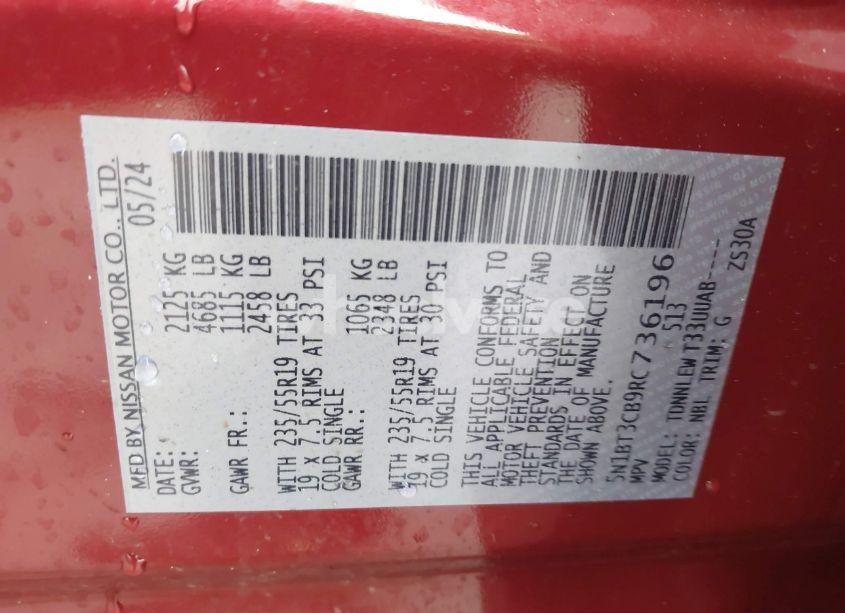 MFD BY NISSAN MOTOR CO., LTD.
DATE: 05/24
GVWR: 2125 KG
4685 LB
GAWR FR.: 1115 KG
2458 LB
WITH 235/55R19 TIRES
19 x 7.5 RIMS AT 33 PSI
COLD SINGLE
GAWR RR.: 1065 KG
2348 LB
WITH 235/55R19 TIRES
19 x 7.5 RIMS AT 30 PSI
COLD SINGLE
THIS VEHICLE CONFORMS TO
ALL APPLICABLE FEDERAL
MOTOR VEHICLE SAFETY AND
THEFT PREVENTION
STANDARDS IN EFFECT ON
THE DATE OF MANUFACTURE
SHOWN ABOVE.
5N1BT3CB9RC736196
MPV 513
MODEL: TDNNLEW T33UUAB----
COLOR: NBL TRIM: G ZS30A